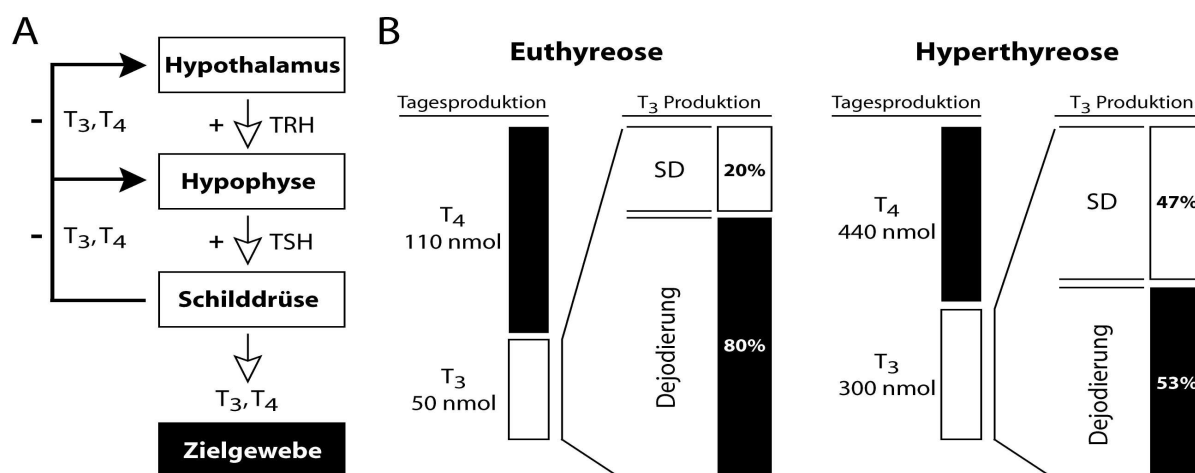 A
Hypothalamus
- T3,T4
+ TRH
Hypophyse
- T3,T4
+ TSH
Schilddrüse
T3,T4
Zielgewebe
B
Euthyreose
Tagesproduktion
T3 Produktion
T4
110 nmol
T3
50 nmol
SD
20%
Dejodierung
80%
Hyperthyreose
Tagesproduktion
T3 Produktion
T4
440 nmol
T3
300 nmol
SD
47%
Dejodierung
53%